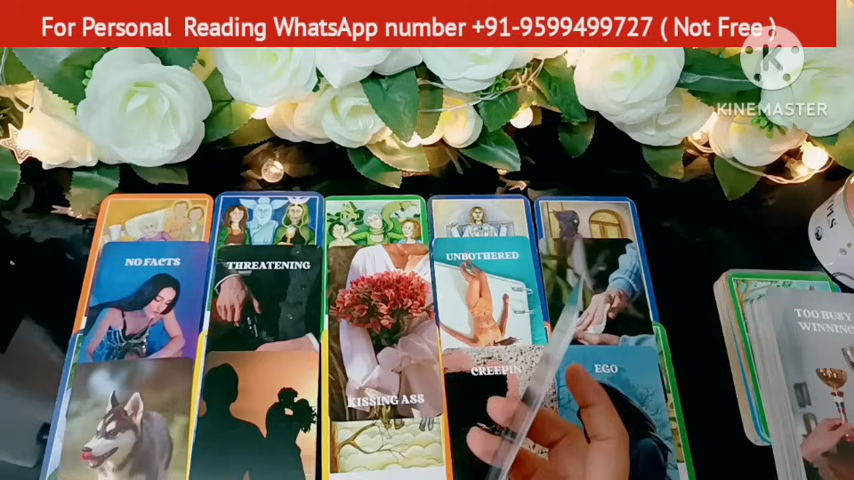 For Personal Reading WhatsApp number +91-9599499727 ( Not Free )
KINEMASTER
NO FACTS
THREATENING
KISSING ASS
UNBOTHERED
CREEPIN
EGO
TOO BUSY
WINNING